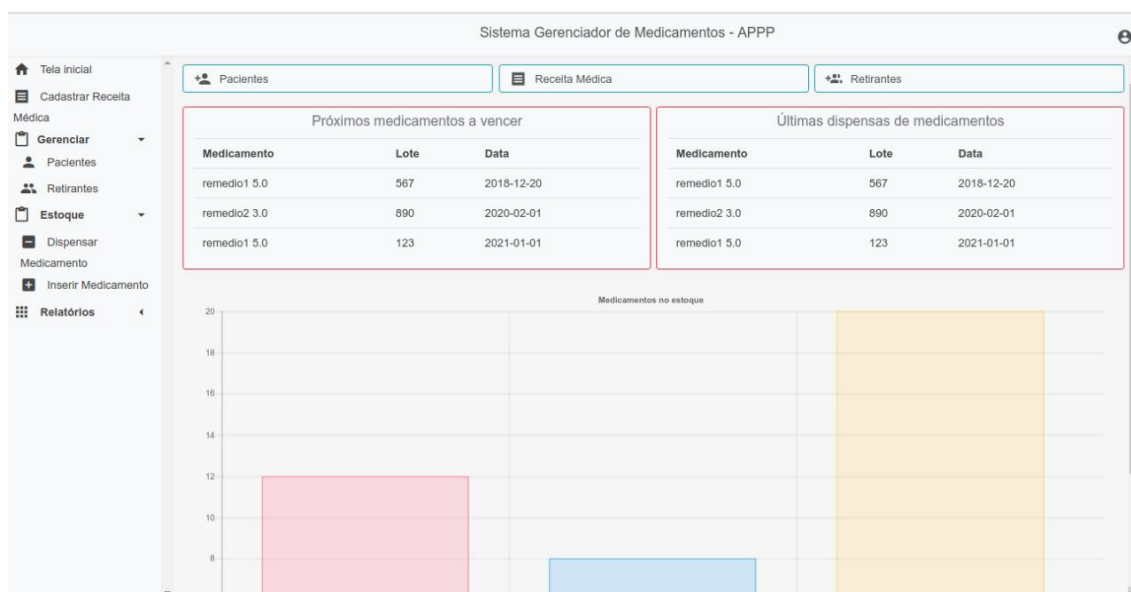 Sistema Gerenciador de Medicamentos - APPP
Tela inicial
Cadastrar Receita
Médica
Gerenciar
Pacientes
Retirantes
Estoque
Dispensar
Medicamento
Inserir Medicamento
Relatórios
Pacientes
Receita Médica
Retirantes
Próximos medicamentos a vencer
Medicamento Lote Data
remedio1 5.0 567 2018-12-20
remedio2 3.0 890 2020-02-01
remedio1 5.0 123 2021-01-01
Últimas dispensas de medicamentos
Medicamento Lote Data
remedio1 5.0 567 2018-12-20
remedio2 3.0 890 2020-02-01
remedio1 5.0 123 2021-01-01
Medicamentos no estoque
20
18
16
14
12
10
8